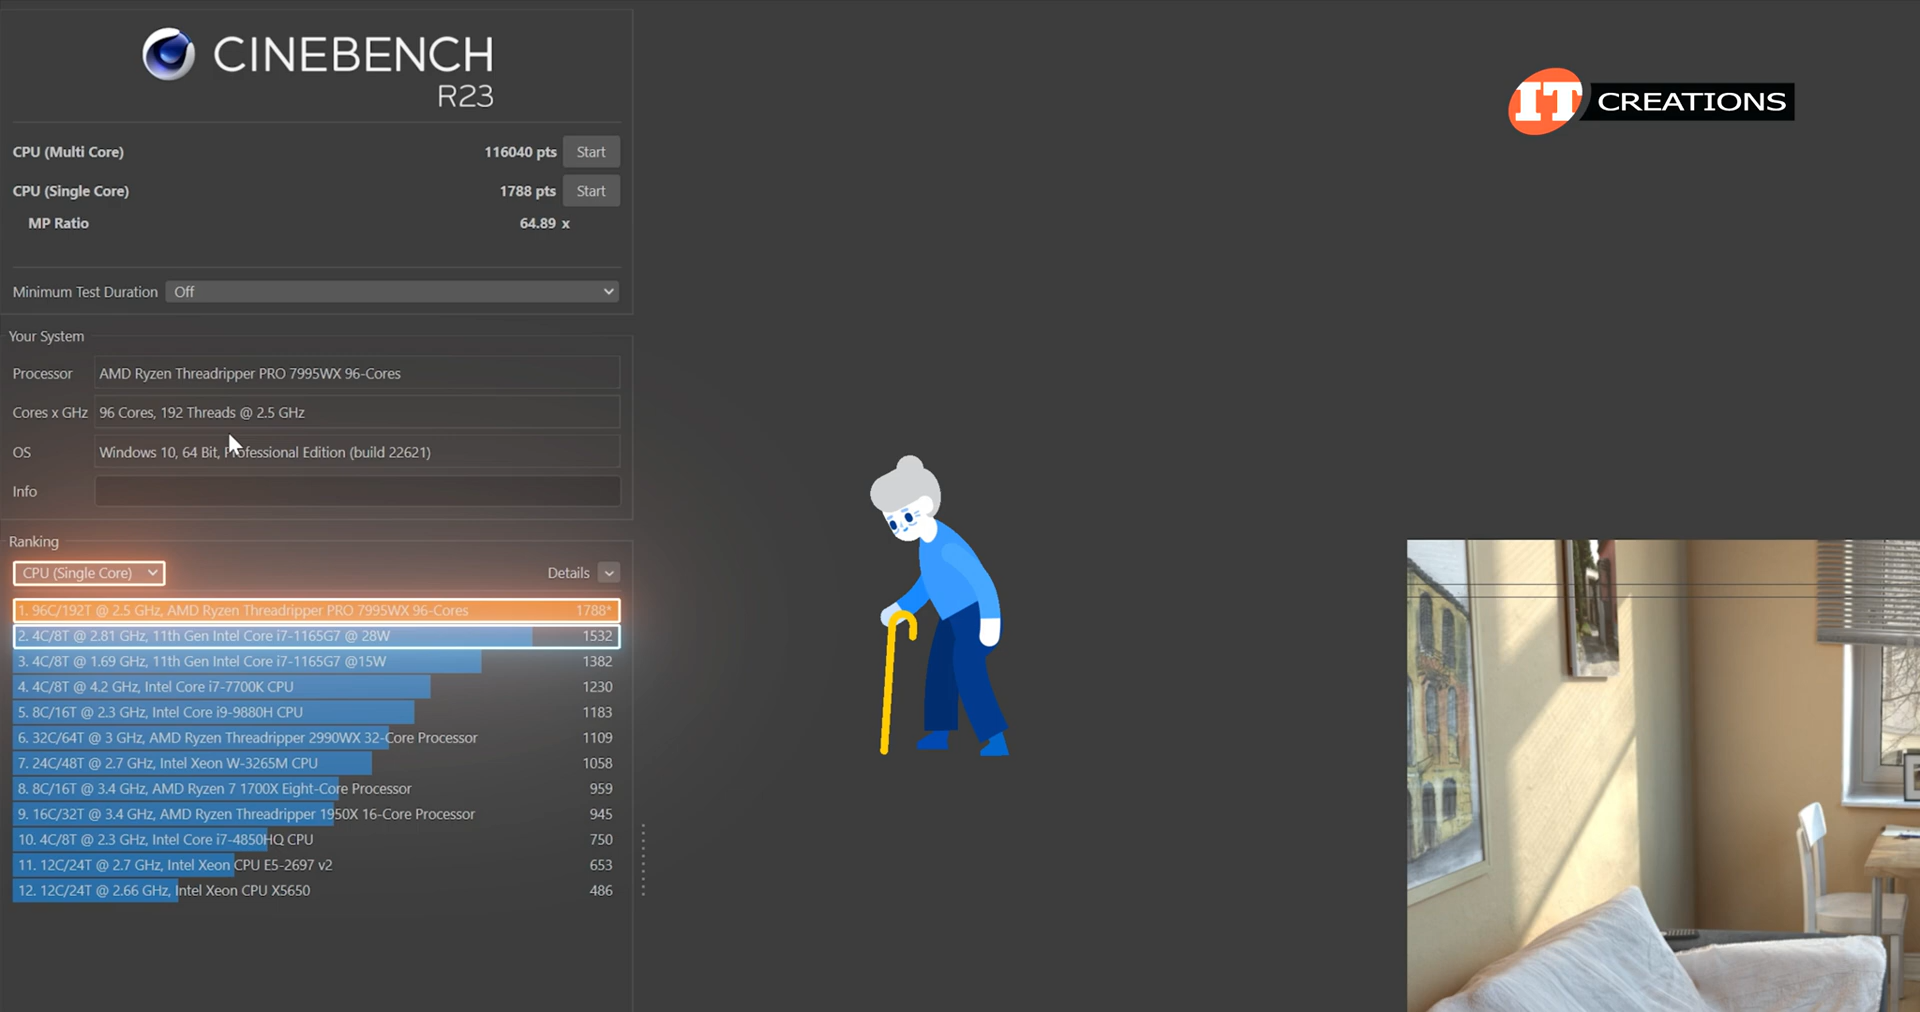 CINEBENCH
R23
IT CREATIONS
CPU (Multi Core) 116040 pts Start
CPU (Single Core) 1788 pts Start
MP Ratio 64.89 x
Minimum Test Duration Off
Your System
Processor AMD Ryzen Threadripper PRO 7995WX 96-Cores
Cores x GHz 96 Cores, 192 Threads @ 2.5 GHz
OS Windows 10, 64 Bit, Professional Edition (build 22621)
Info
Ranking
CPU (Single Core) Details
1. 96C/192T @ 2.5 GHz, AMD Ryzen Threadripper PRO 7995WX 96-Cores 1788*
2. 4C/8T @ 2.81 GHz, 11th Gen Intel Core i7-1165G7 @ 28W 1532
3. 4C/8T @ 1.69 GHz, 11th Gen Intel Core i7-1165G7 @15W 1382
4. 4C/8T @ 4.2 GHz, Intel Core i7-7700K CPU 1230
5. 8C/16T @ 2.3 GHz, Intel Core i9-9880H CPU 1183
6. 32C/64T @ 3 GHz, AMD Ryzen Threadripper 2990WX 32-Core Processor 1109
7. 24C/48T @ 2.7 GHz, Intel Xeon W-3265M CPU 1058
8. 8C/16T @ 3.4 GHz, AMD Ryzen 7 1700X Eight-Core Processor 959
9. 16C/32T @ 3.4 GHz, AMD Ryzen Threadripper 1950X 16-Core Processor 945
10. 4C/8T @ 2.3 GHz, Intel Core i7-4850HQ CPU 750
11. 12C/24T @ 2.7 GHz, Intel Xeon CPU E5-2697 v2 653
12. 12C/24T @ 2.66 GHz, Intel Xeon CPU X5650 486